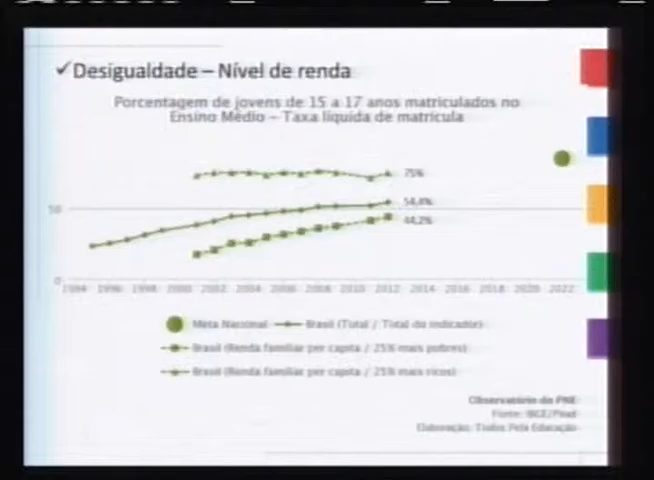 ✓Desigualdade – Nível de renda
Porcentagem de jovens de 15 a 17 anos matriculados no
Ensino Médio – Taxa líquida de matrícula
75%
54,4%
44,2%
50
0
1994 1996 1998 2000 2002 2004 2006 2008 2010 2012 2014 2016 2018 2020 2022
Meta Nacional Brasil (Total / Total do indicador)
Brasil (Renda familiar per capita / 25% mais pobres)
Brasil (Renda familiar per capita / 25% mais ricos)
Observatório do PNE
Fonte: IBGE/Pnad
Elaboração: Todos Pela Educação